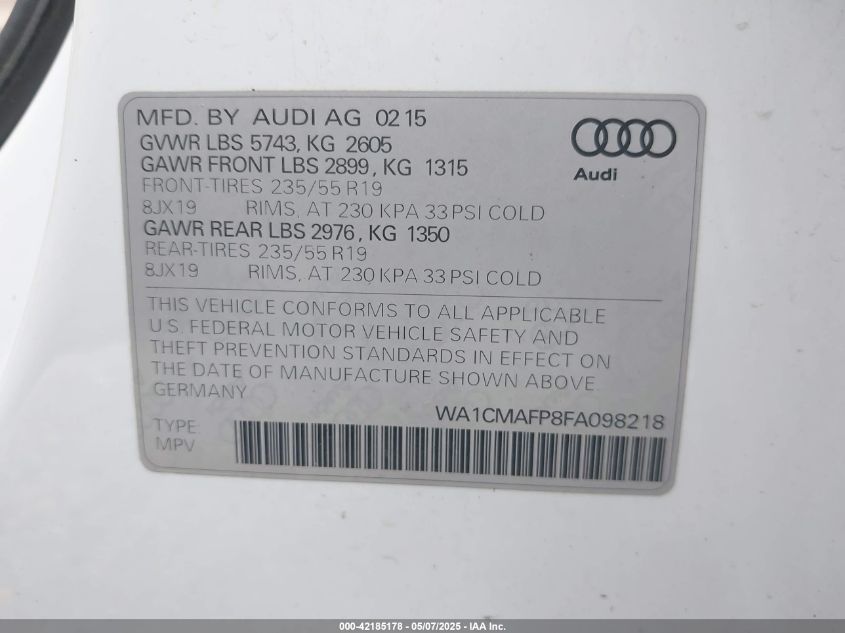 MFD. BY AUDI AG 0215
GVWR LBS 5743, KG 2605
GAWR FRONT LBS 2899, KG 1315
FRONT-TIRES 235/55 R19
8JX19 RIMS, AT 230 KPA 33 PSI COLD
GAWR REAR LBS 2976, KG 1350
REAR-TIRES 235/55 R19
8JX19 RIMS, AT 230 KPA 33 PSI COLD
Audi
THIS VEHICLE CONFORMS TO ALL APPLICABLE
U.S. FEDERAL MOTOR VEHICLE SAFETY AND
THEFT PREVENTION STANDARDS IN EFFECT ON
THE DATE OF MANUFACTURE SHOWN ABOVE.
GERMANY
WA1CMAFP8FA098218
TYPE
MPV
000-42185178 - 05/07/2025 - IAA Inc.